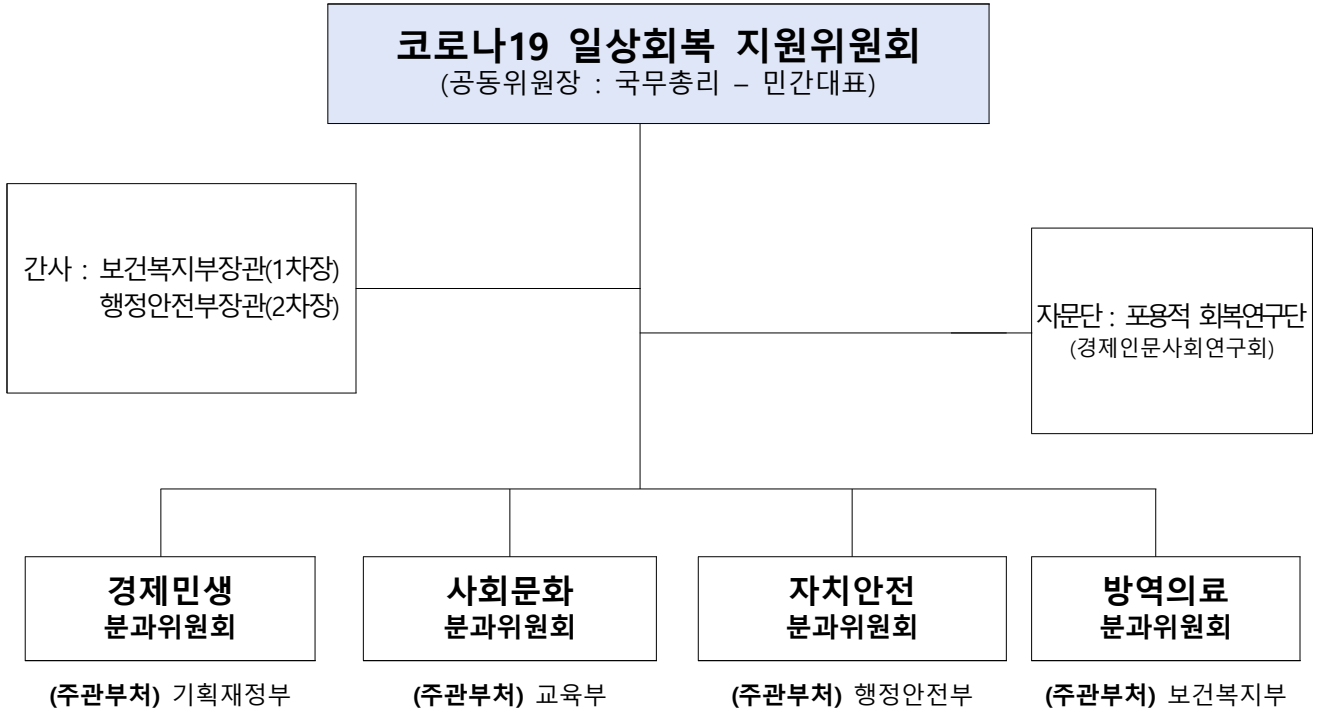 코로나19 일상회복 지원위원회
(공동위원장 : 국무총리 – 민간대표)
간사 : 보건복지부장관(1차장)
행정안전부장관(2차장)
자문단 : 포용적 회복연구단
(경제인문사회연구회)
경제민생
분과위원회
사회문화
분과위원회
자치안전
분과위원회
방역의료
분과위원회
(주관부처) 기획재정부
(주관부처) 교육부
(주관부처) 행정안전부
(주관부처) 보건복지부